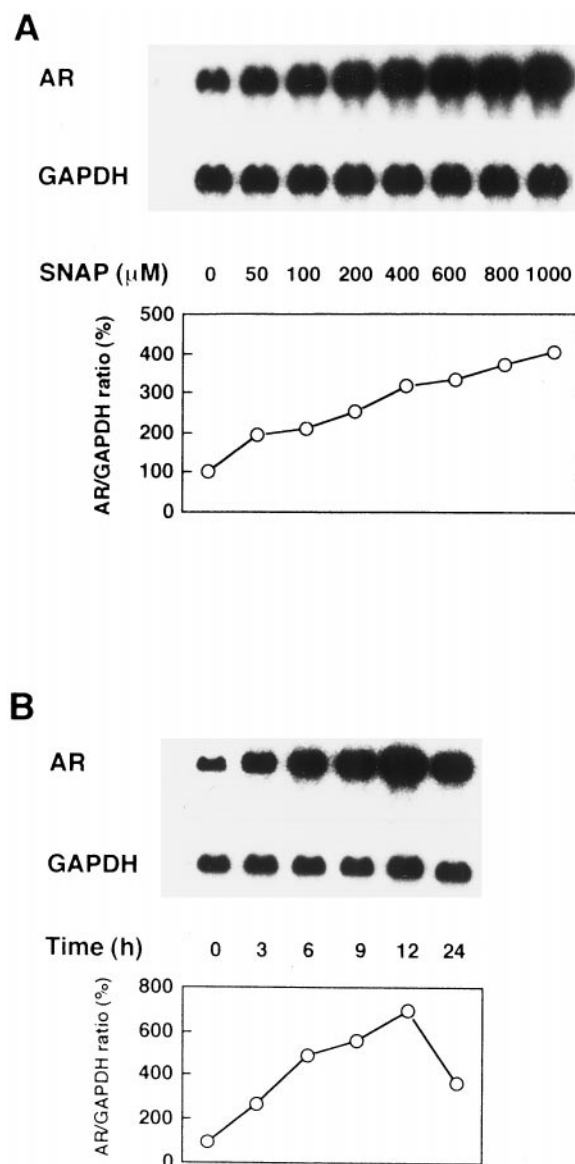 A
AR
GAPDH
SNAP (μM) 0 50 100 200 400 600 800 1000
AR/GAPDH ratio (%)
500
400
300
200
100
0
B
AR
GAPDH
Time (h) 0 3 6 9 12 24
AR/GAPDH ratio (%)
800
600
400
200